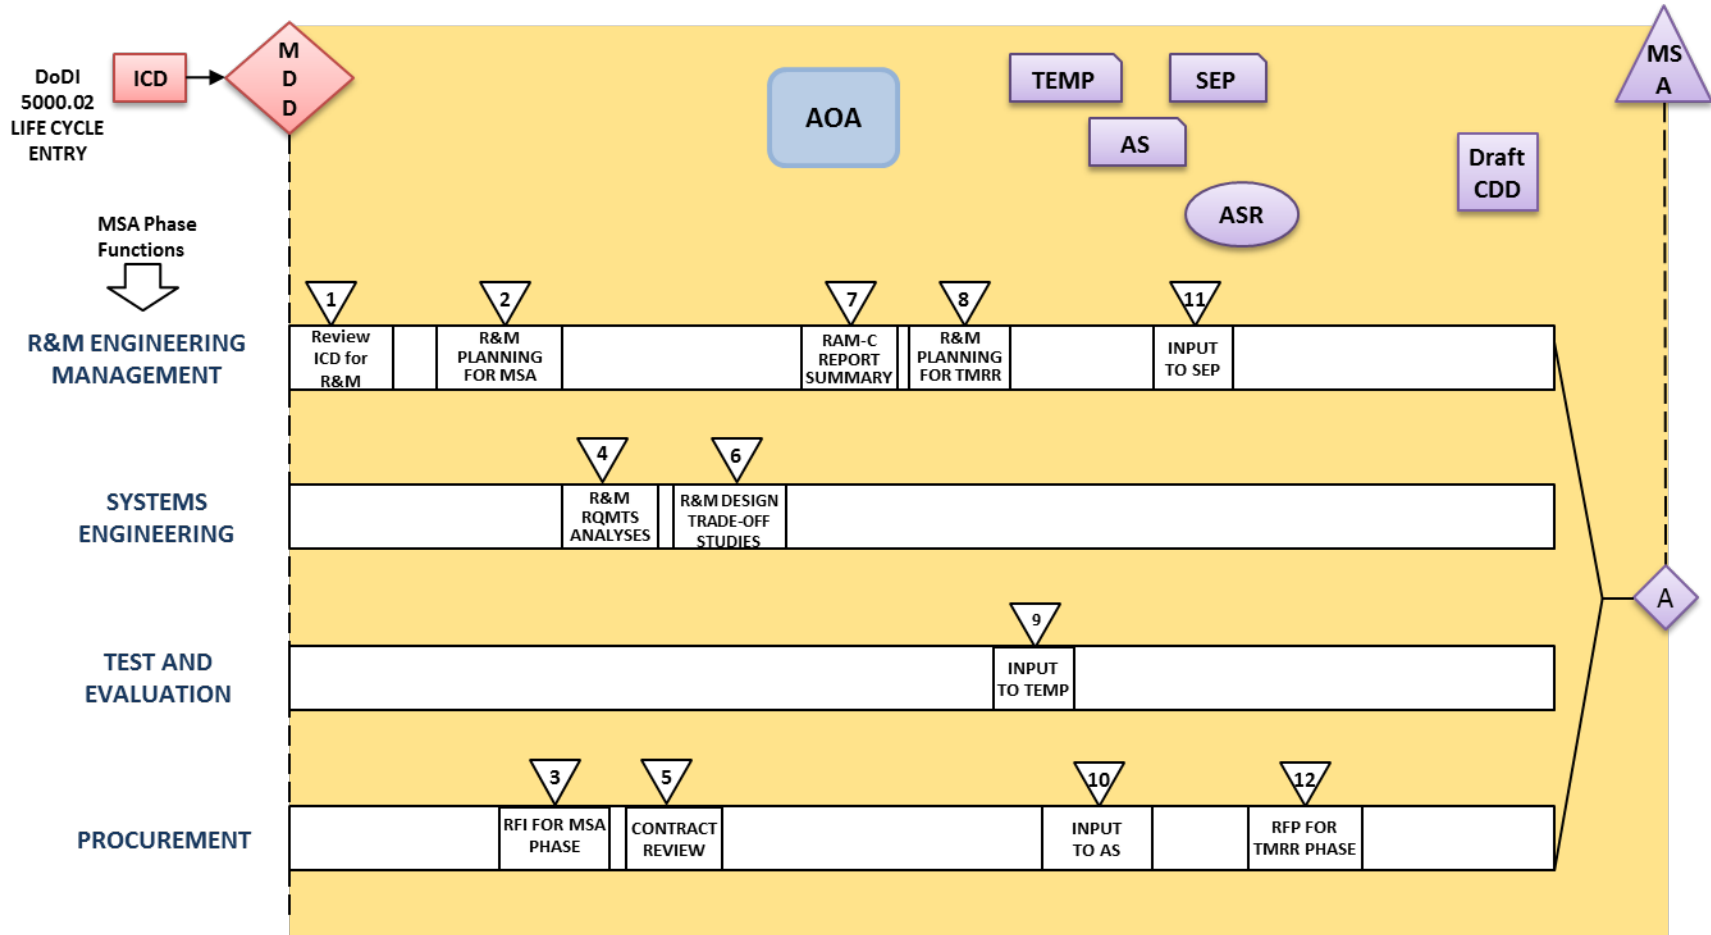 DoDI
5000.02
LIFE CYCLE
ENTRY
ICD
M
D
D
AOA
TEMP
SEP
AS
ASR
Draft
CDD
MS
A
MSA Phase
Functions
R&M ENGINEERING
MANAGEMENT
1
Review
ICD for
R&M
2
R&M
PLANNING
FOR MSA
7
RAM-C
REPORT
SUMMARY
8
R&M
PLANNING
FOR TMRR
11
INPUT
TO SEP
SYSTEMS
ENGINEERING
4
R&M
RQMTS
ANALYSES
6
R&M DESIGN
TRADE-OFF
STUDIES
A
TEST AND
EVALUATION
9
INPUT
TO TEMP
PROCUREMENT
3
RFI FOR MSA
PHASE
5
CONTRACT
REVIEW
10
INPUT
TO AS
12
RFP FOR
TMRR PHASE